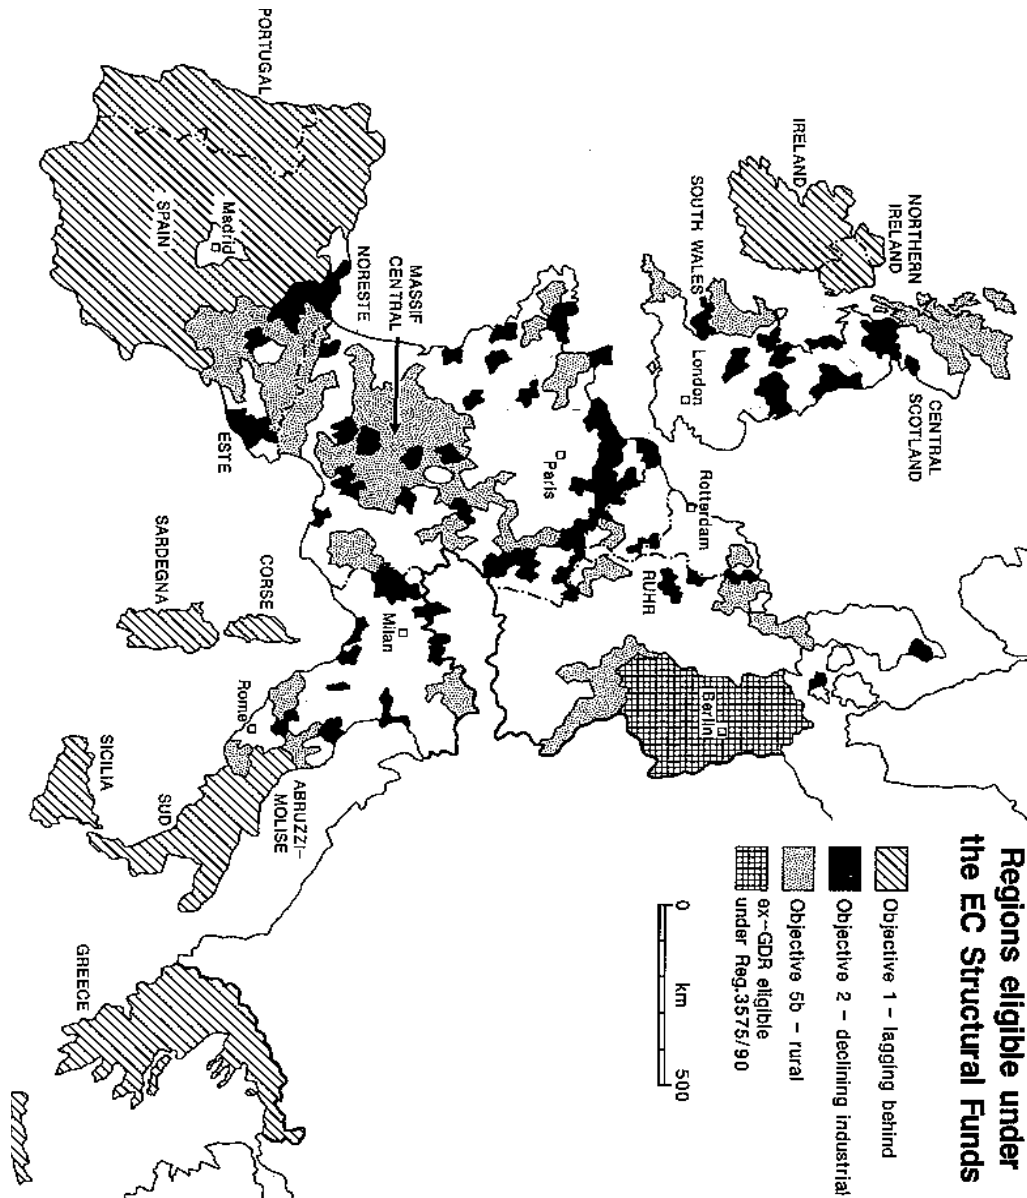 Regions eligible under
the EC Structural Funds
Objective 1 – lagging behind
Objective 2 – declining industrial
Objective 5b – rural
ex–GDR eligible
under Reg.3575/90
0 km 500
NORTHERN
IRELAND
IRELAND
CENTRAL
SCOTLAND
SOUTH WALES
London
Rotterdam
RUHR
Berlin
Paris
MASSIF
CENTRAL
NORESTE
Milan
PORTUGAL
Madrid
SPAIN
ESTE
CORSE
SARDEGNA
Rome
ABRUZZI–
MOLISE
SUD
SICILIA
GREECE